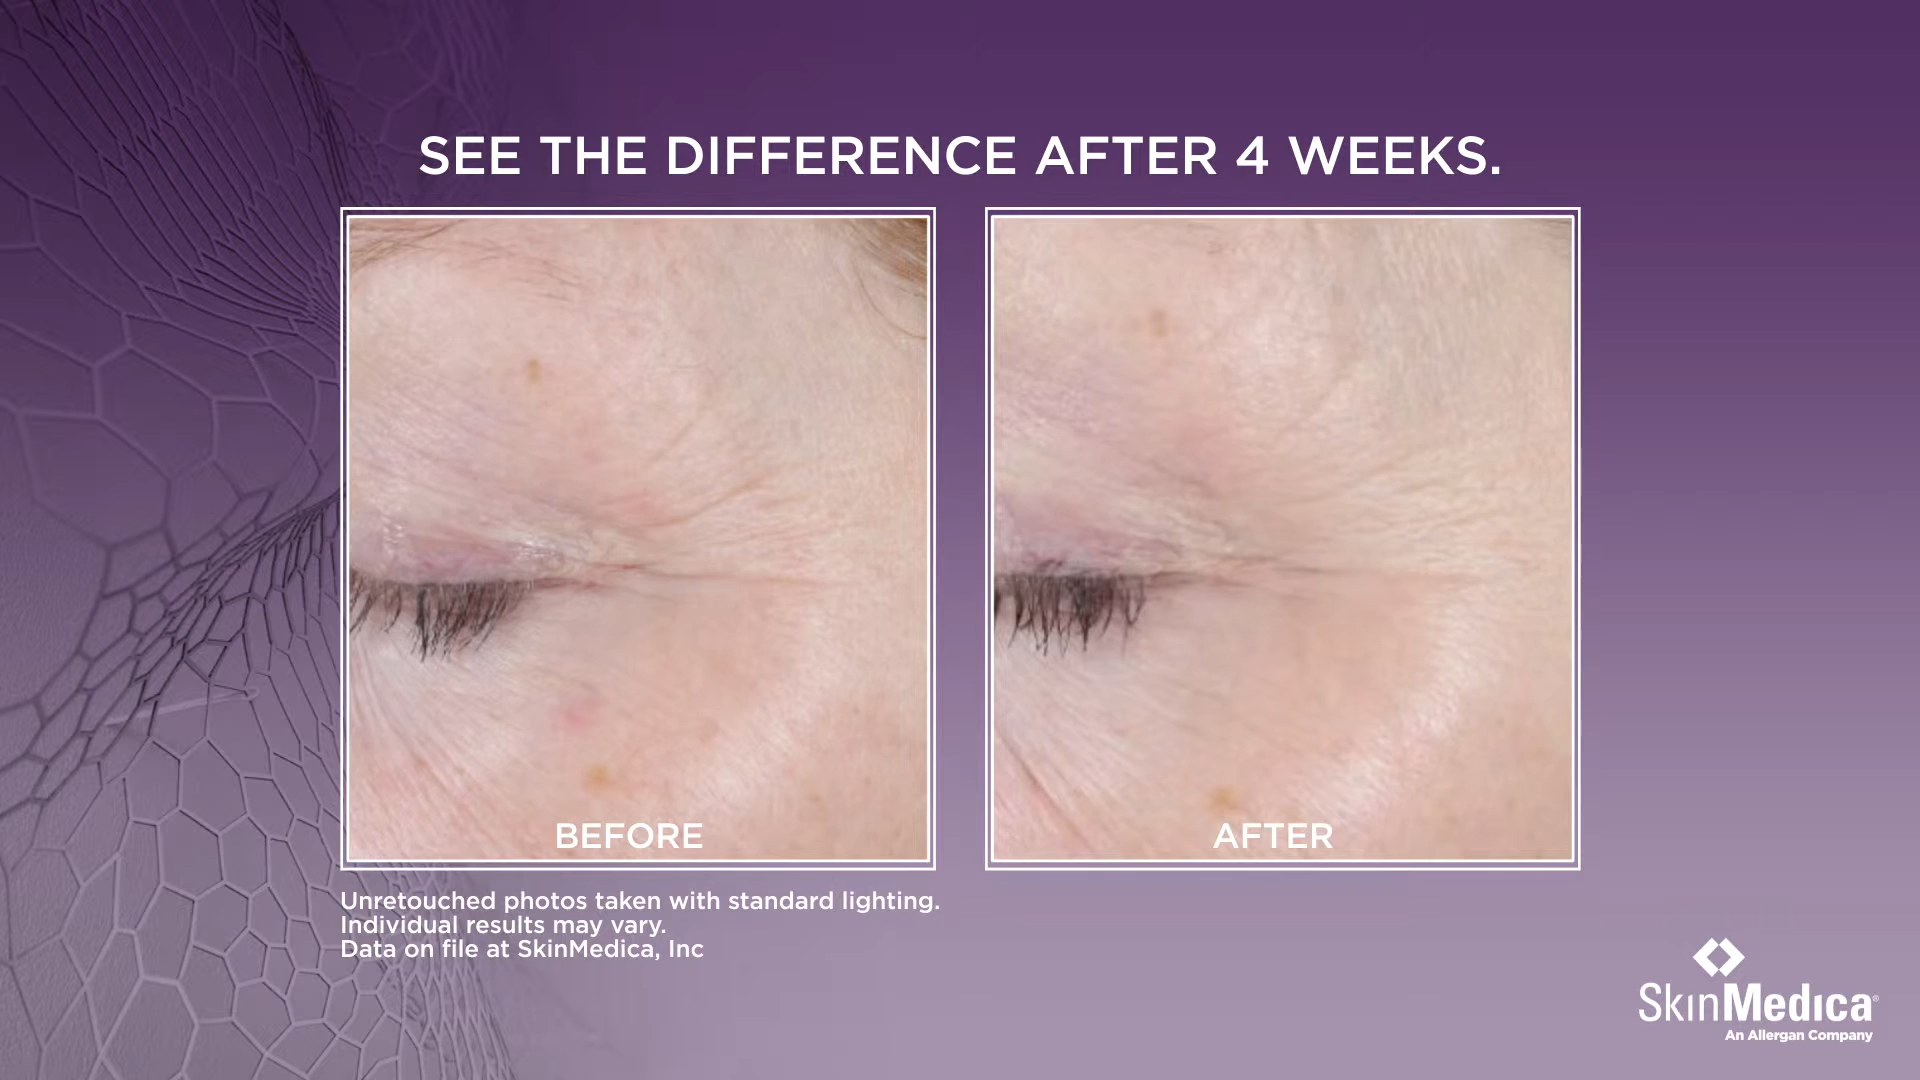 SEE THE DIFFERENCE AFTER 4 WEEKS.
BEFORE
AFTER
Unretouched photos taken with standard lighting.
Individual results may vary.
Data on file at SkinMedica, Inc
SkinMedica®
An Allergan Company